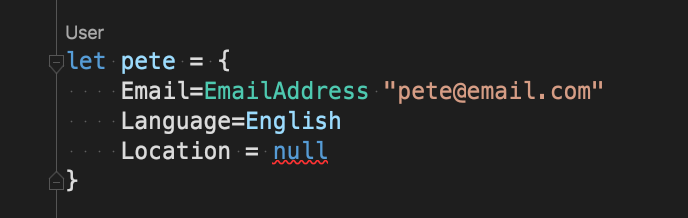 User
let pete = {
    Email=EmailAddress "pete@email.com"
    Language=English
    Location = null
}